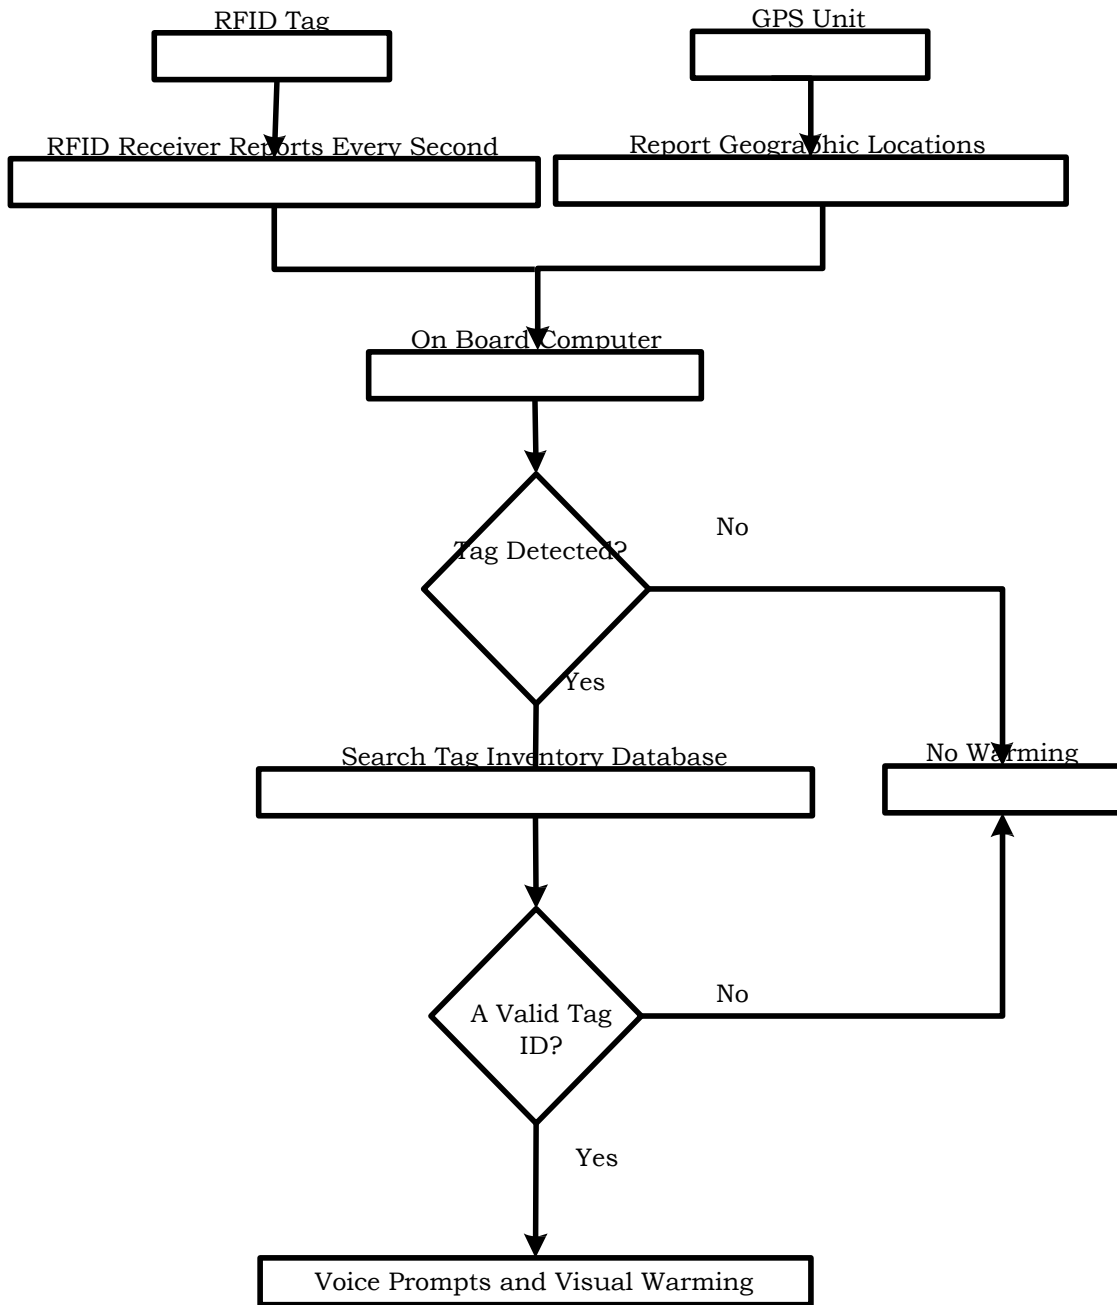 RFID Tag
GPS Unit
RFID Receiver Reports Every Second
Report Geographic Locations
On Board Computer
Tag Detected?
No
Yes
Search Tag Inventory Database
No Warming
A Valid Tag
ID?
No
Yes
Voice Prompts and Visual Warming